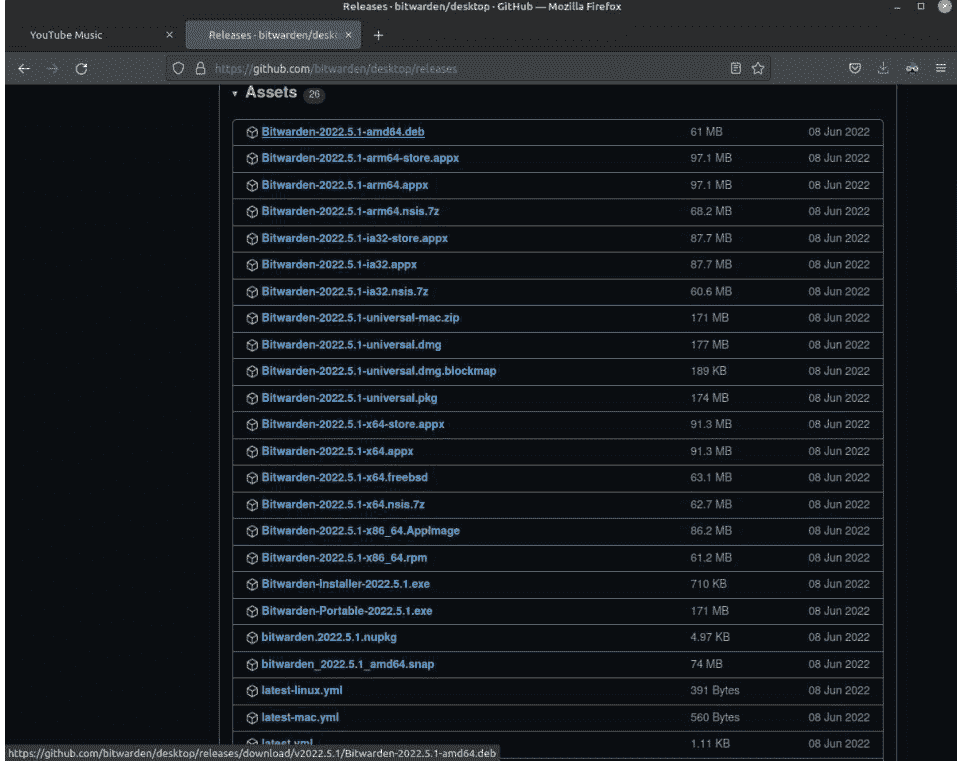 Releases · bitwarden/desktop · GitHub — Mozilla Firefox
YouTube Music
Releases · bitwarden/deskt
https://github.com/bitwarden/desktop/releases
Assets 26
Bitwarden-2022.5.1-amd64.deb 61 MB 08 Jun 2022
Bitwarden-2022.5.1-arm64-store.appx 97.1 MB 08 Jun 2022
Bitwarden-2022.5.1-arm64.appx 97.1 MB 08 Jun 2022
Bitwarden-2022.5.1-arm64.nsis.7z 68.2 MB 08 Jun 2022
Bitwarden-2022.5.1-ia32-store.appx 87.7 MB 08 Jun 2022
Bitwarden-2022.5.1-ia32.appx 87.7 MB 08 Jun 2022
Bitwarden-2022.5.1-ia32.nsis.7z 60.6 MB 08 Jun 2022
Bitwarden-2022.5.1-universal-mac.zip 171 MB 08 Jun 2022
Bitwarden-2022.5.1-universal.dmg 177 MB 08 Jun 2022
Bitwarden-2022.5.1-universal.dmg.blockmap 189 KB 08 Jun 2022
Bitwarden-2022.5.1-universal.pkg 174 MB 08 Jun 2022
Bitwarden-2022.5.1-x64-store.appx 91.3 MB 08 Jun 2022
Bitwarden-2022.5.1-x64.appx 91.3 MB 08 Jun 2022
Bitwarden-2022.5.1-x64.freebsd 63.1 MB 08 Jun 2022
Bitwarden-2022.5.1-x64.nsis.7z 62.7 MB 08 Jun 2022
Bitwarden-2022.5.1-x86_64.AppImage 86.2 MB 08 Jun 2022
Bitwarden-2022.5.1-x86_64.rpm 61.2 MB 08 Jun 2022
Bitwarden-Installer-2022.5.1.exe 710 KB 08 Jun 2022
Bitwarden-Portable-2022.5.1.exe 171 MB 08 Jun 2022
bitwarden.2022.5.1.nupkg 4.97 KB 08 Jun 2022
bitwarden_2022.5.1_amd64.snap 74 MB 08 Jun 2022
latest-linux.yml 391 Bytes 08 Jun 2022
latest-mac.yml 560 Bytes 08 Jun 2022
latest.yml 1.11 KB 08 Jun 2022
https://github.com/bitwarden/desktop/releases/download/v2022.5.1/Bitwarden-2022.5.1-amd64.deb